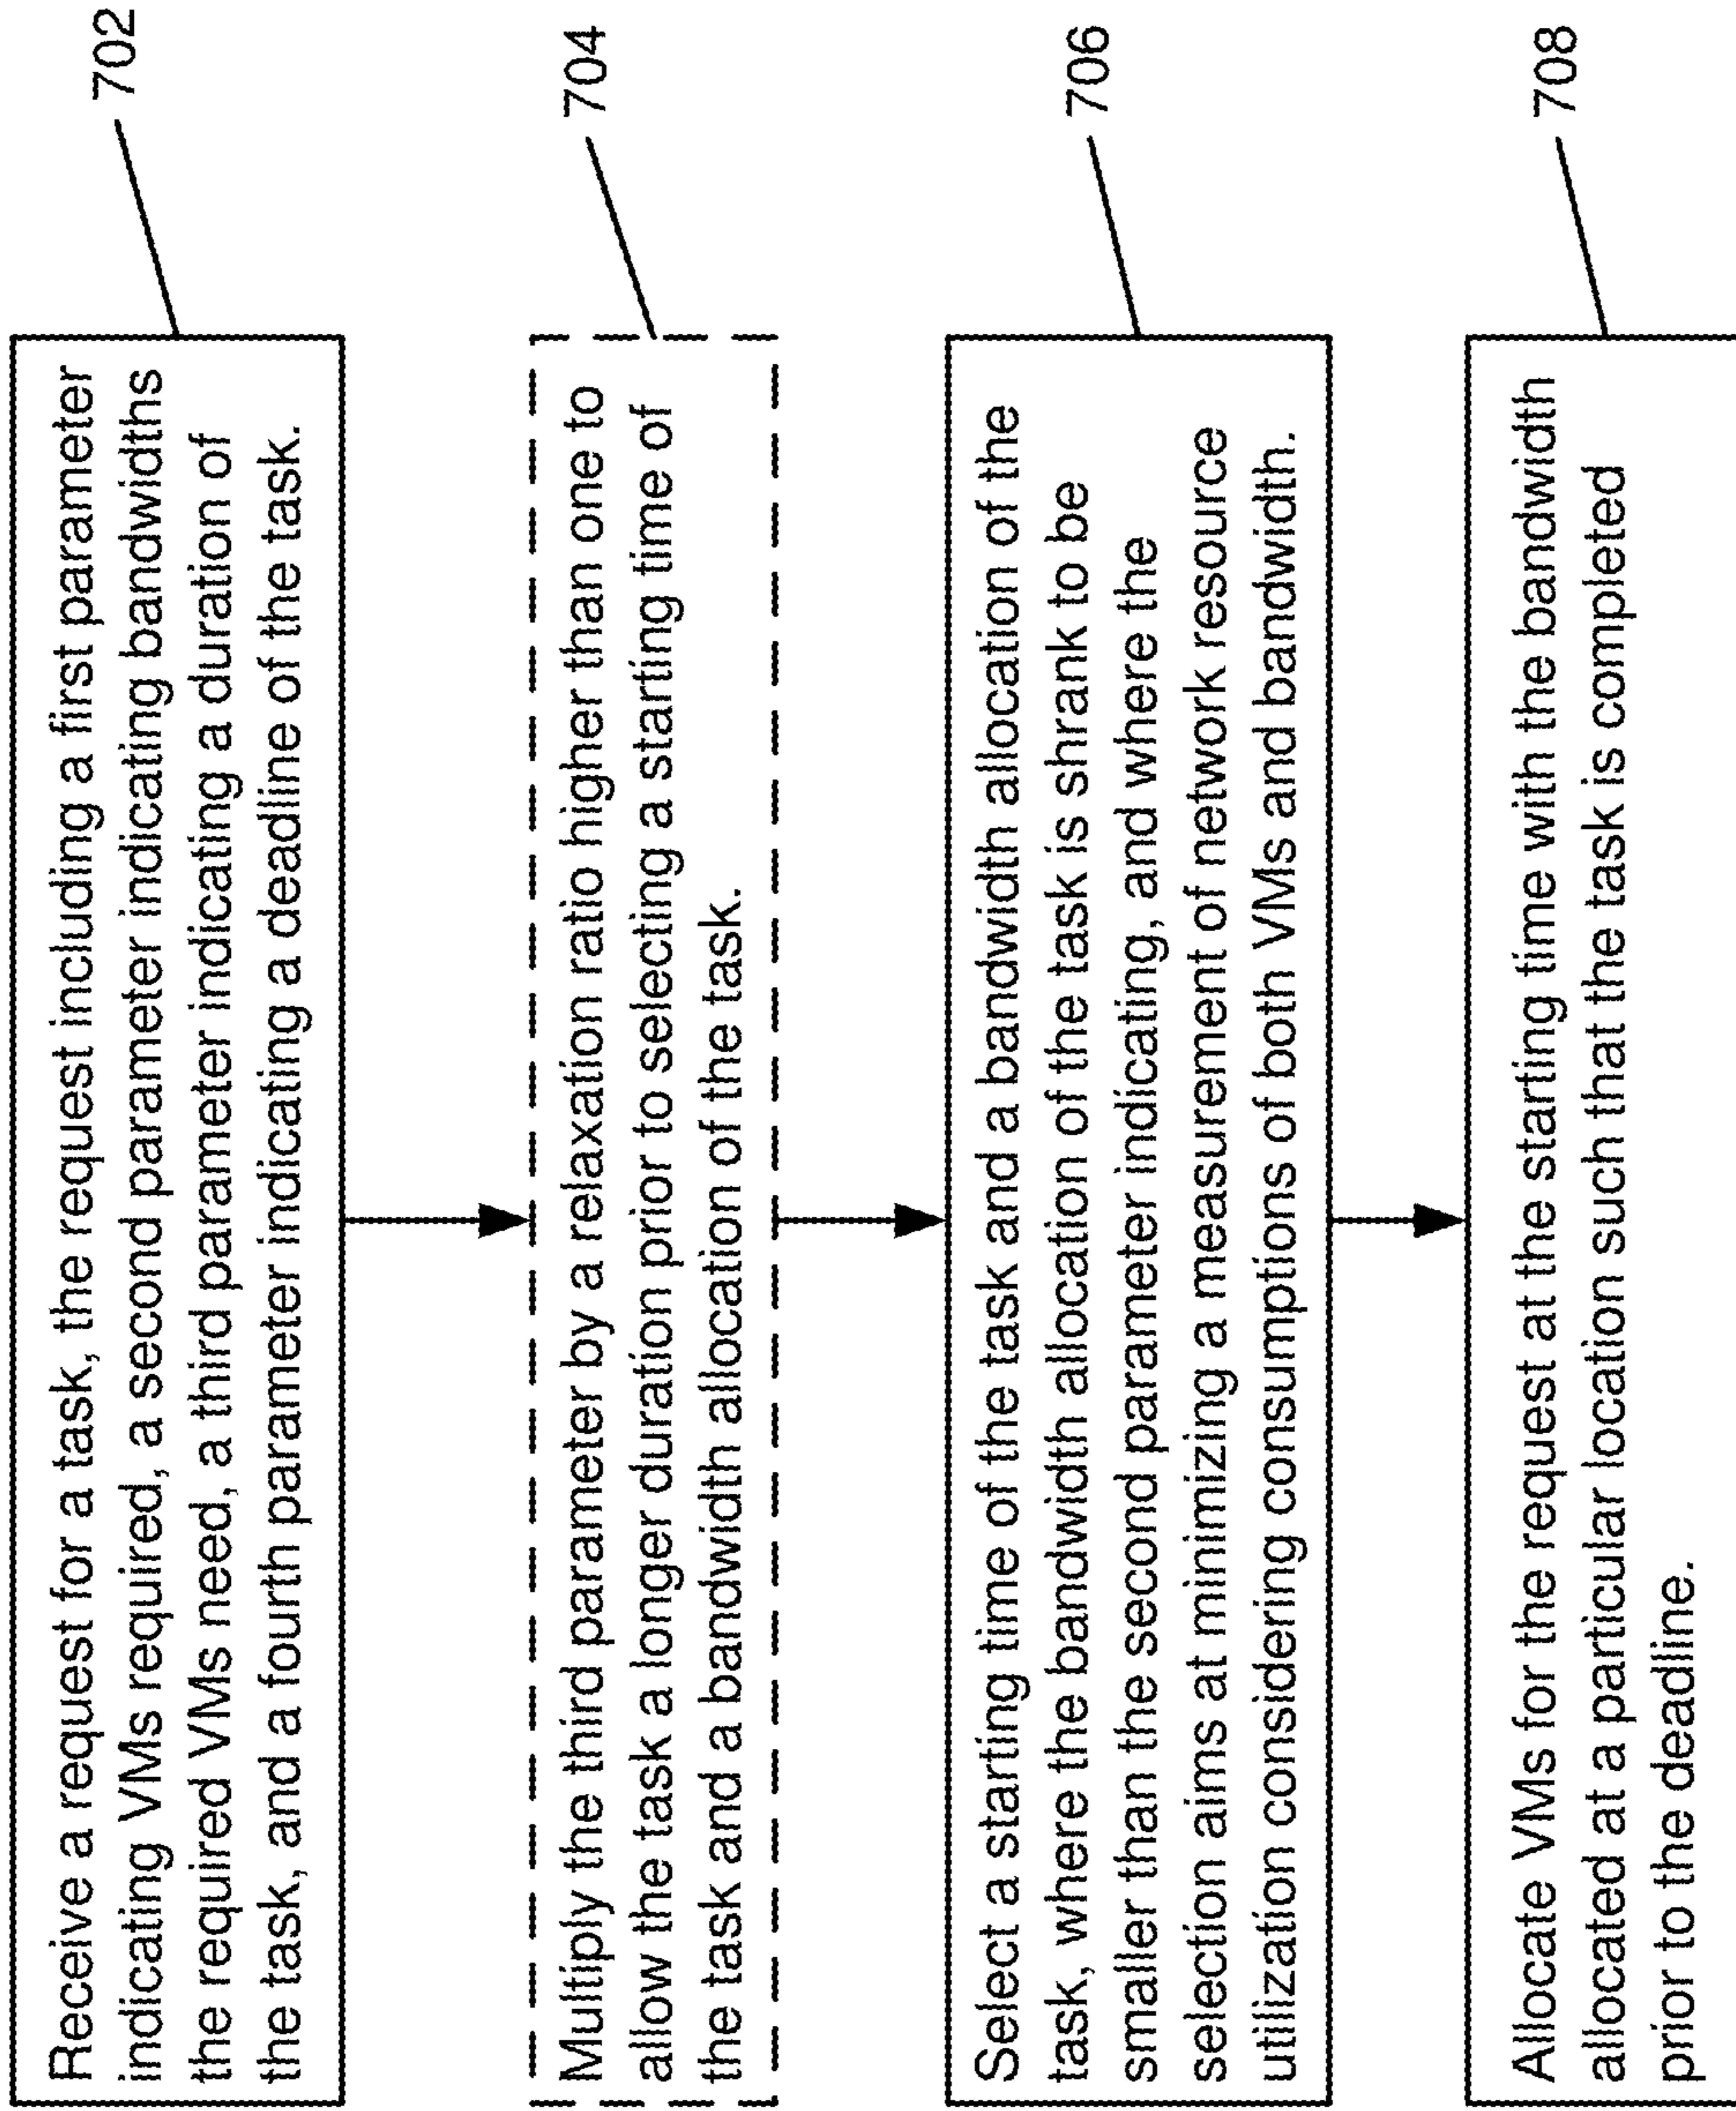 Receive a request for a task, the request including a first parameter
indicating VMs required, a second parameter indicating bandwidths
the required VMs need, a third parameter indicating a duration of
the task, and a fourth parameter indicating a deadline of the task.
702
Multiply the third parameter by a relaxation ratio higher than one to
allow the task a longer duration prior to selecting a starting time of
the task and a bandwidth allocation of the task.
704
Select a starting time of the task and a bandwidth allocation of the
task, where the bandwidth allocation of the task is shrank to be
smaller than the second parameter indicating, and where the
selection aims at minimizing a measurement of network resource
utilization considering consumptions of both VMs and bandwidth.
706
Allocate VMs for the request at the starting time with the bandwidth
allocated at a particular location such that the task is completed
prior to the deadline.
708